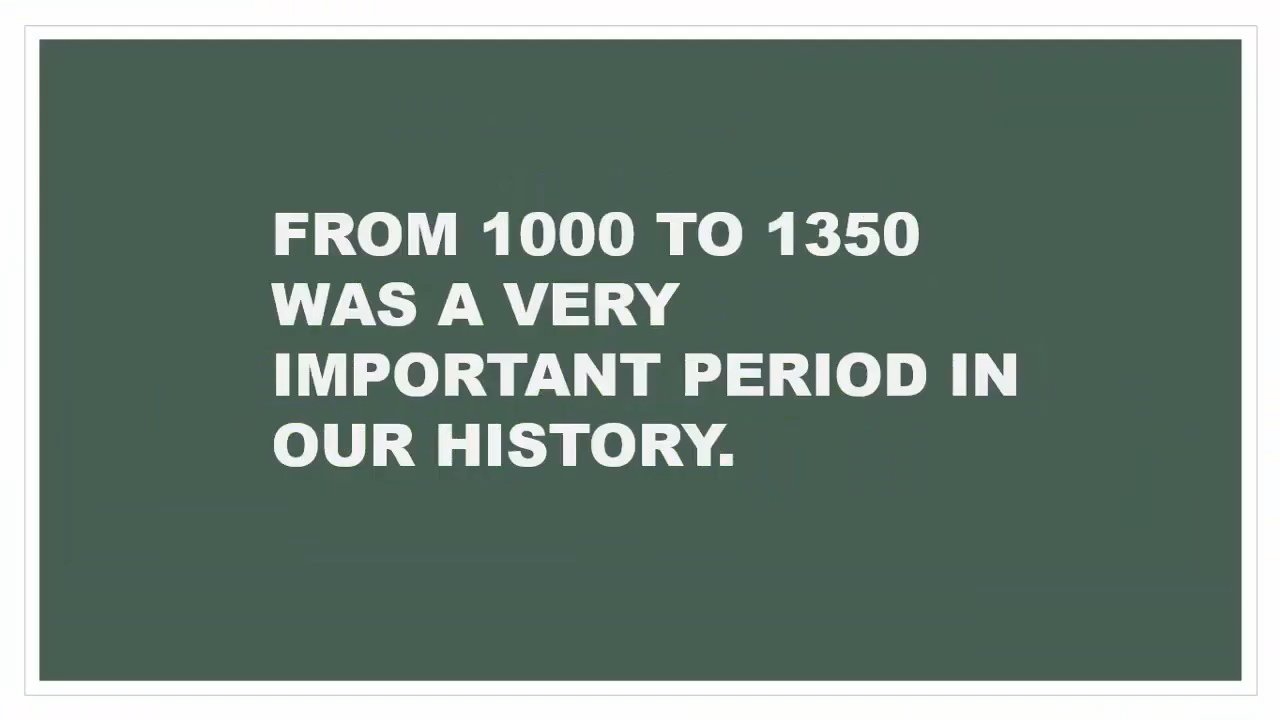 FROM 1000 TO 1350
WAS A VERY
IMPORTANT PERIOD IN
OUR HISTORY.